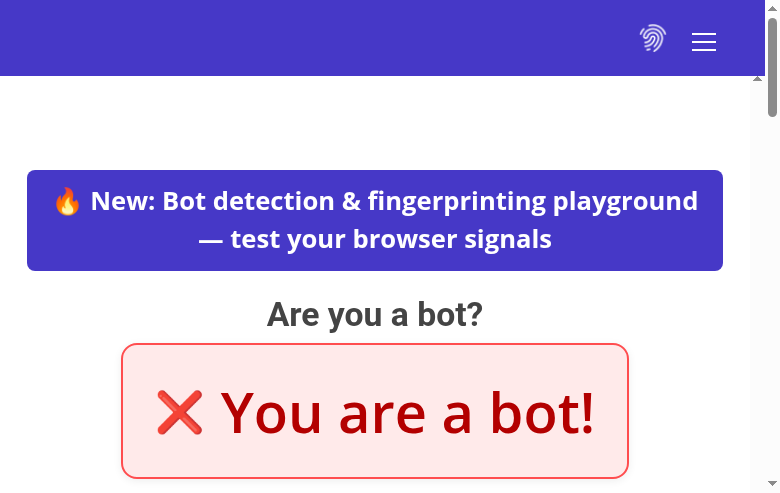 🔥 New: Bot detection & fingerprinting playground
— test your browser signals
Are you a bot?
❌ You are a bot!